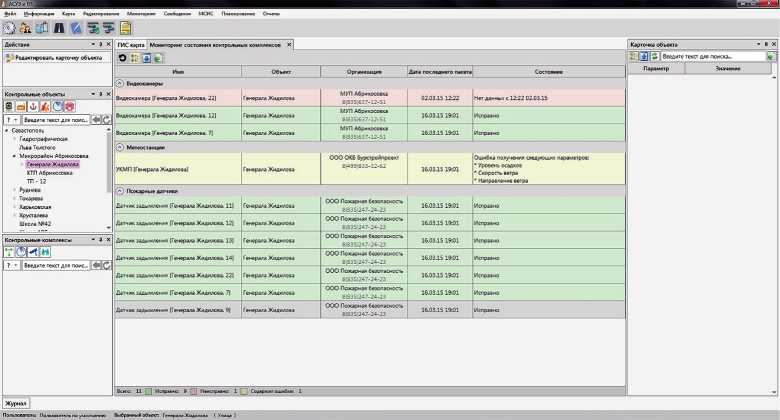 АСУЭ и ТП
Файл Информация Карта Редактирование Мониторинг Сообщения МСИС Планирование Отчеты
Действия
Редактировать карточку объекта
Контрольные объекты
? Введите текст для поис...
Севастополь
Гидрографическая
Льва Толстого
Микрорайон Абрикосовка
Генерала Жидилова
КТП Абрикосовка
ТП - 12
Руднева
Токарева
Харьковская
Хрусталева
Школа №42
Контрольные комплексы
? Введите текст для поис...
ГИС карта Мониторинг состояния контрольных комплексов
Имя Объект Организация Дата последнего пакета Состояние
Видеокамеры
Видеокамера [Генерала Жидилова, 22] Генерала Жидилова МУП Абрикосовка 02.03.15 12:22 Нет данных с 12:22 02.03.15
8(835)637-12-51
Видеокамера [Генерала Жидилова, 12] Генерала Жидилова МУП Абрикосовка 16.03.15 19:01 Исправно
8(835)637-12-51
Видеокамера [Генерала Жидилова, 7] Генерала Жидилова МУП Абрикосовка 16.03.15 19:01 Исправно
8(835)637-12-51
Метеостанции
УКМП [Генерала Жидилова] Генерала Жидилова ООО ОКБ Бурстройпроект 16.03.15 19:01 Ошибка получения следующих параметров:
8(499)833-32-62
* Уровень осадков
* Скорость ветра
* Направление ветра
Пожарные датчики
Датчик задымления [Генерала Жидилова, 11] Генерала Жидилова ООО Пожарная безопасность 16.03.15 19:01 Исправно
8(835)247-24-23
Датчик задымления [Генерала Жидилова, 12] Генерала Жидилова ООО Пожарная безопасность 16.03.15 19:01 Исправно
8(835)247-24-23
Датчик задымления [Генерала Жидилова, 13] Генерала Жидилова ООО Пожарная безопасность 16.03.15 19:01 Исправно
8(835)247-24-23
Датчик задымления [Генерала Жидилова, 14] Генерала Жидилова ООО Пожарная безопасность 16.03.15 19:01 Исправно
8(835)247-24-23
Датчик задымления [Генерала Жидилова, 22] Генерала Жидилова ООО Пожарная безопасность 16.03.15 19:01 Исправно
8(835)247-24-23
Датчик задымления [Генерала Жидилова, 7] Генерала Жидилова ООО Пожарная безопасность 16.03.15 19:01 Исправно
8(835)247-24-23
Датчик задымления [Генерала Жидилова, 9] Генерала Жидилова ООО Пожарная безопасность 16.03.15 19:01 Исправно
8(835)247-24-23
Всего: 11 Исправно: 9 Неисправно: 1 Содержат ошибки: 1
Карточка объекта
Введите текст для поиска...
Параметр Значение
Журнал
Пользователь: Пользователь по умолчанию Выбранный объект: Генерала Жидилова ( Улица )